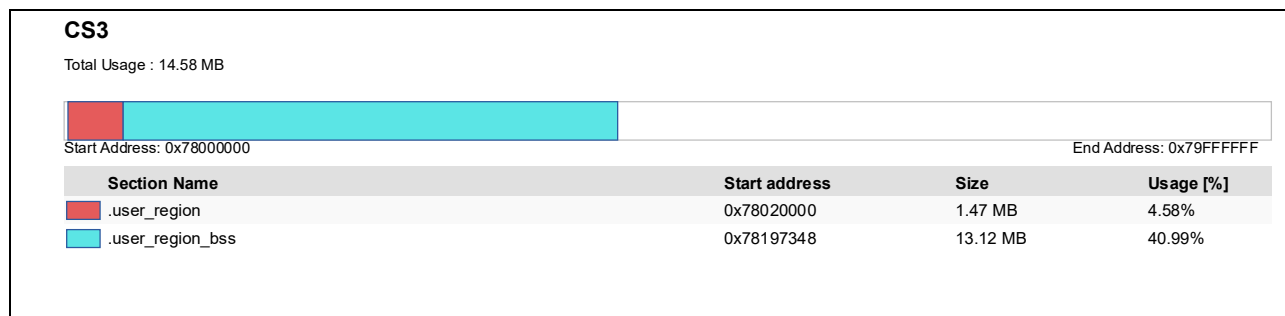 CS3
Total Usage : 14.58 MB
Start Address: 0x78000000 End Address: 0x79FFFFFF
Section Name Start address Size Usage [%]
.user_region 0x78020000 1.47 MB 4.58%
.user_region_bss 0x78197348 13.12 MB 40.99%